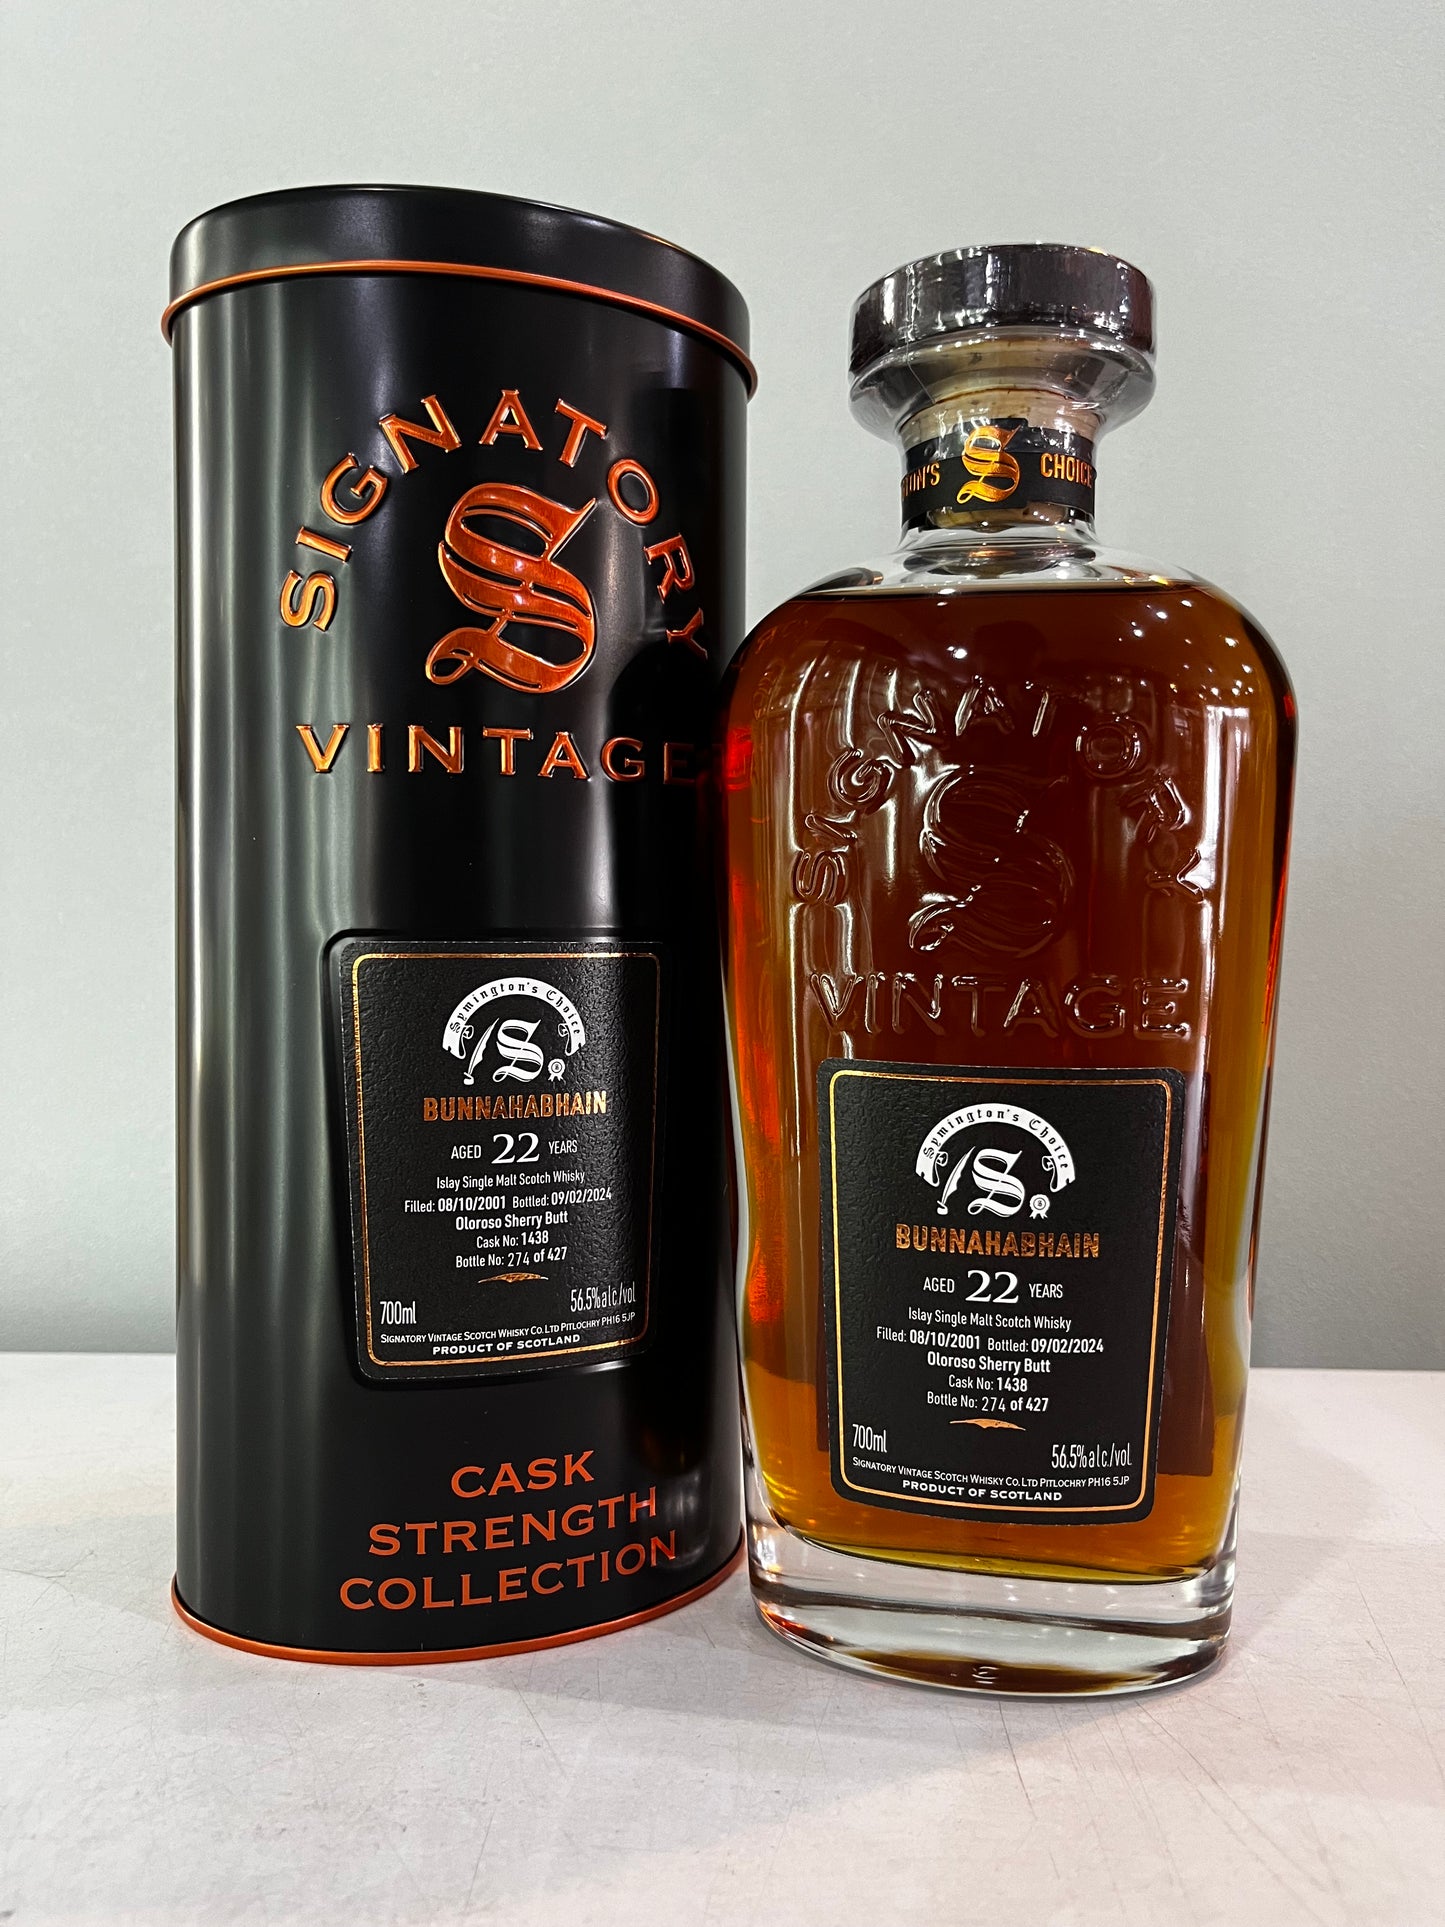 SIGNATORY
S
VINTAGE
Symington's Choice
S
BUNNAHABHAIN
AGED 22 YEARS
Islay Single Malt Scotch Whisky
Filled: 08/10/2001 Bottled: 09/02/2024
Oloroso Sherry Butt
Cask No: 1438
Bottle No: 274 of 427
700ml 56.5%alc/vol
SIGNATORY VINTAGE SCOTCH WHISKY CO. LTD PITLOCHRY PH16 5JP
PRODUCT OF SCOTLAND
CASK
STRENGTH
COLLECTION
S CHOICE
SIGNATORY
S
VINTAGE
Symington's Choice
S
BUNNAHABHAIN
AGED 22 YEARS
Islay Single Malt Scotch Whisky
Filled: 08/10/2001 Bottled: 09/02/2024
Oloroso Sherry Butt
Cask No: 1438
Bottle No: 274 of 427
700ml 56.5%alc/vol
SIGNATORY VINTAGE SCOTCH WHISKY CO. LTD PITLOCHRY PH16 5JP
PRODUCT OF SCOTLAND